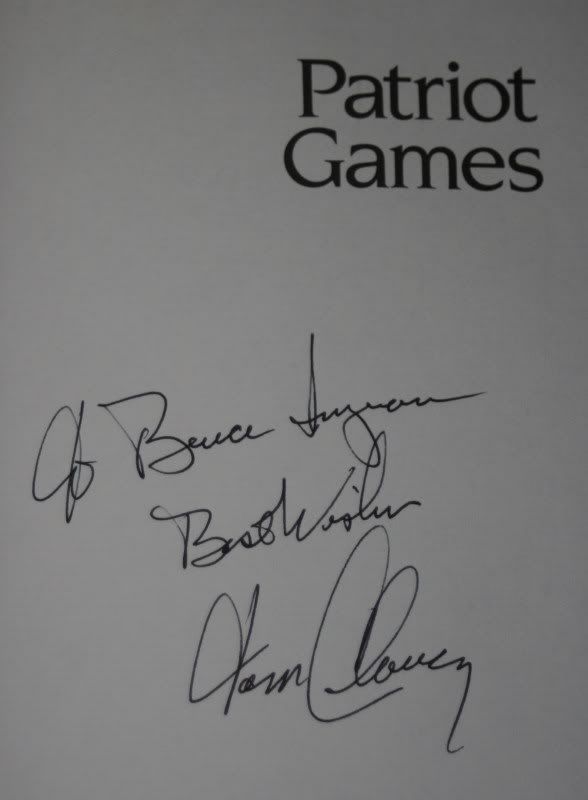 Patriot
Games
To Bruce
Best Wishes
Tom Clancy